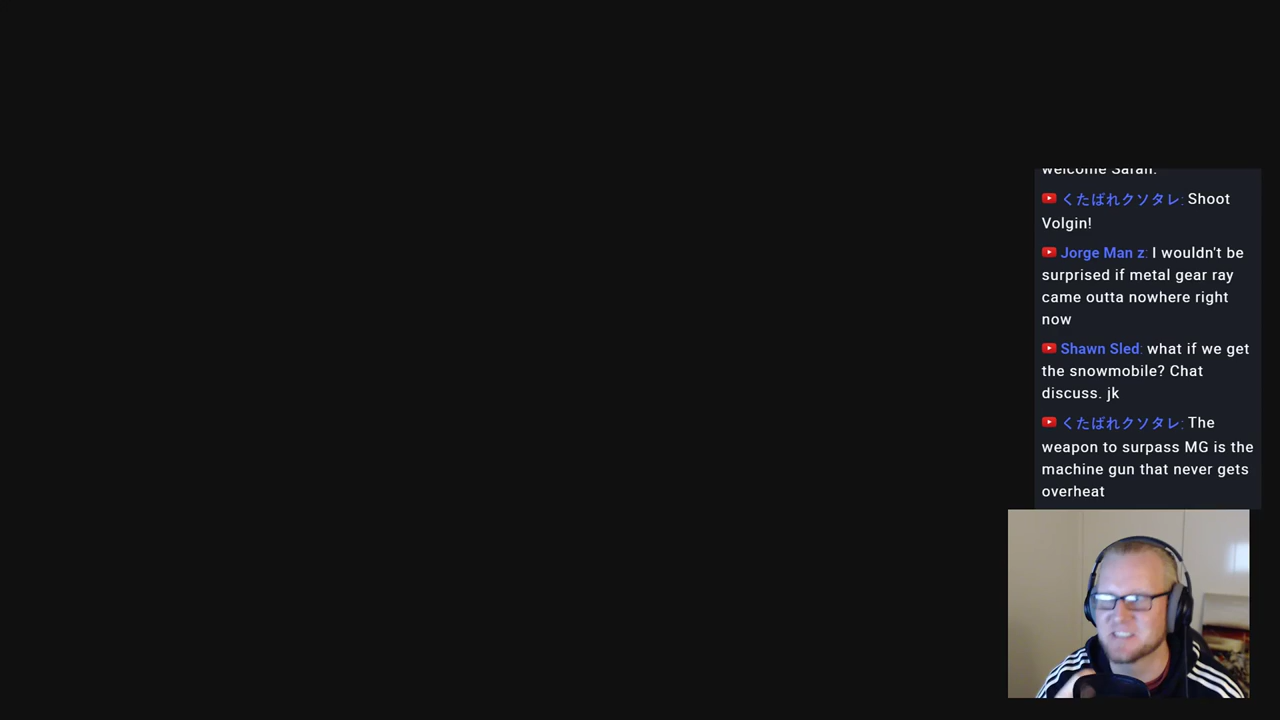 welcome Sarah.
くたばれクソタレ: Shoot
Volgin!
Jorge Man z: I wouldn't be
surprised if metal gear ray
came outta nowhere right
now
Shawn Sled: what if we get
the snowmobile? Chat
discuss. jk
くたばれクソタレ: The
weapon to surpass MG is the
machine gun that never gets
overheat